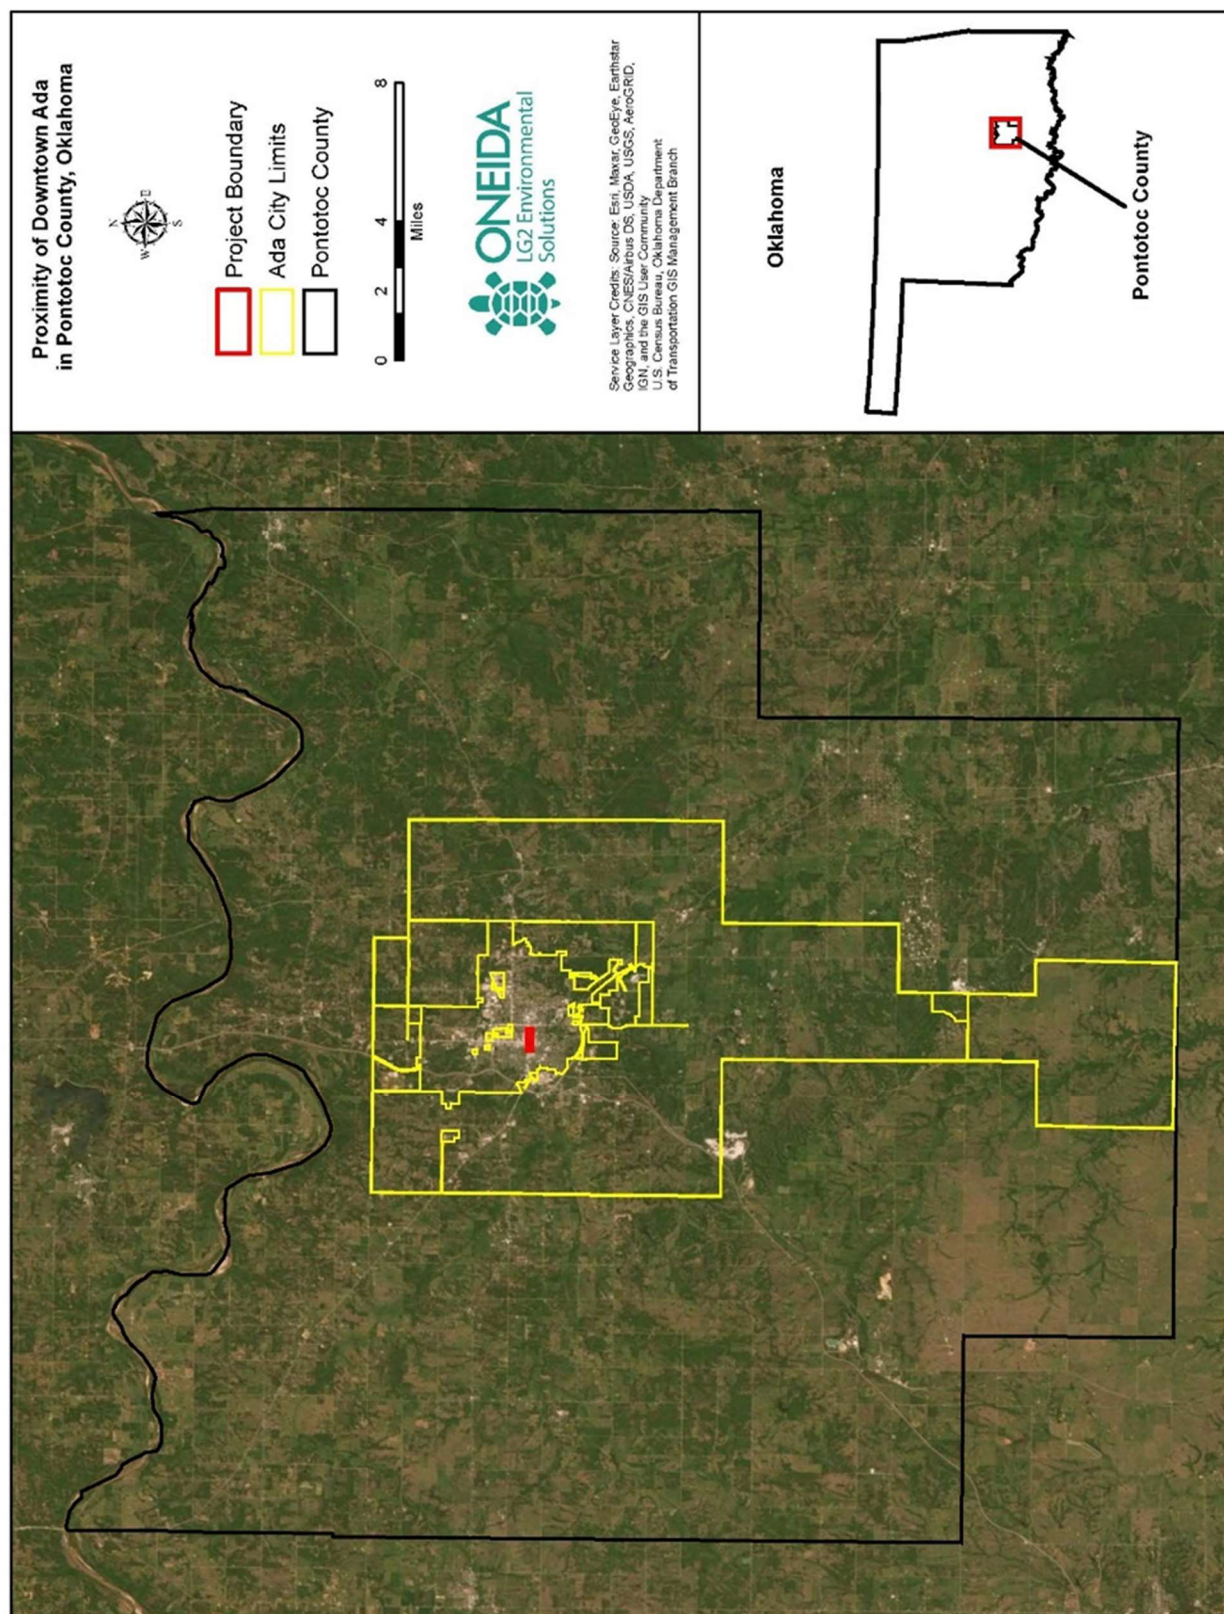 Proximity of Downtown Ada
in Pontotoc County, Oklahoma
N
W
E
S
Project Boundary
Ada City Limits
Pontotoc County
0 2 4 8
Miles
ONEIDA
LG2 Environmental
Solutions
Service Layer Credits: Source: Esri, Maxar, GeoEye, Earthstar
Geographics, CNES/Airbus DS, USDA, USGS, AeroGRID,
IGN, and the GIS User Community
U.S. Census Bureau, Oklahoma Department
of Transportation GIS Management Branch
Oklahoma
Pontotoc County